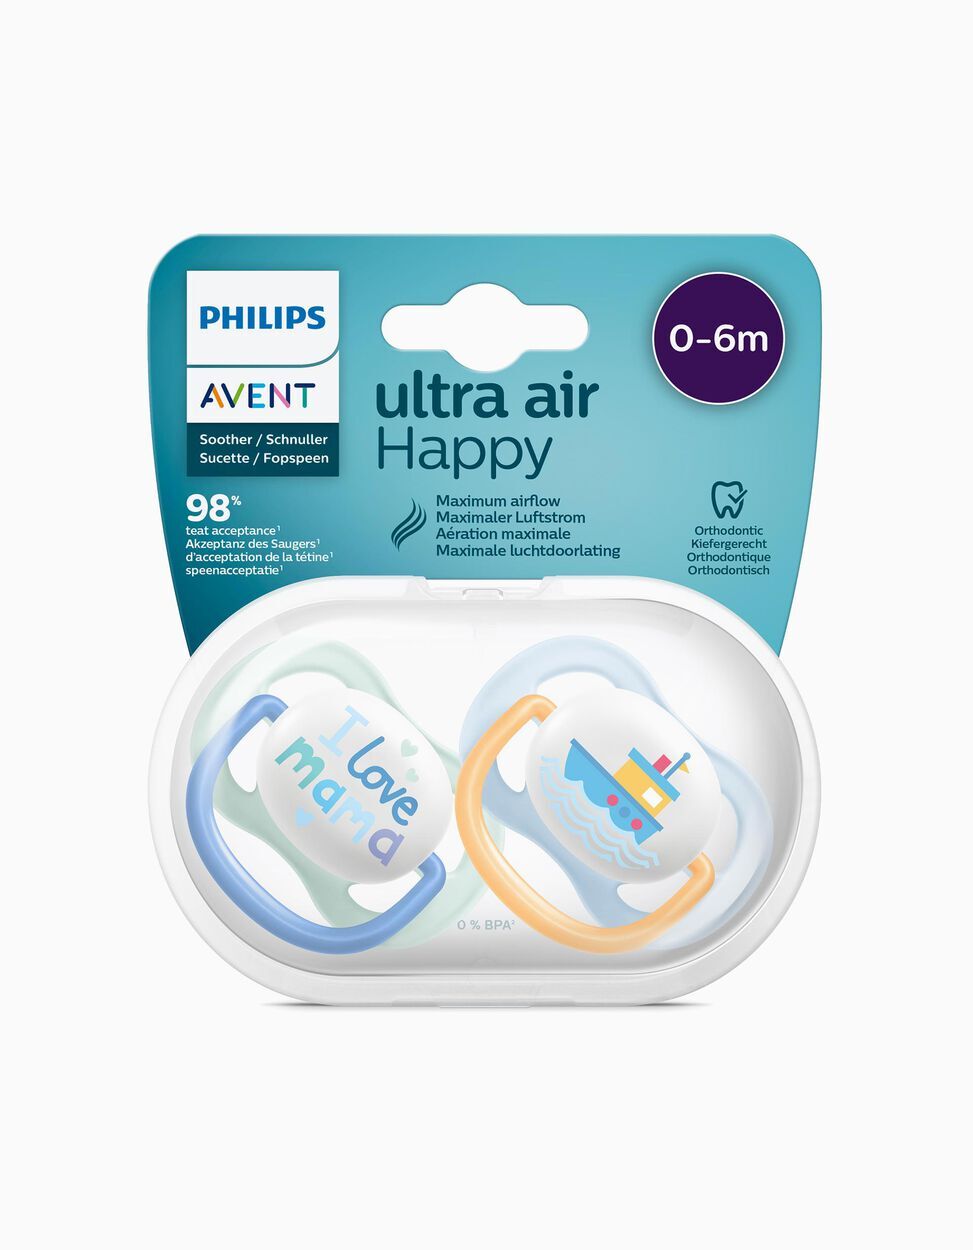 PHILIPS
AVENT
Soother / Schnuller
Sucette / Fopspeen
0-6m
ultra air
Happy
98%
teat acceptance¹
Akzeptanz des Saugers¹
d'acceptation de la tétine¹
speenacceptatie¹
Maximum airflow
Maximaler Luftstrom
Aération maximale
Maximale luchtdoorlating
Orthodontic
Kiefergerecht
Orthodontique
Orthodontisch
I love
mama
0 % BPA²